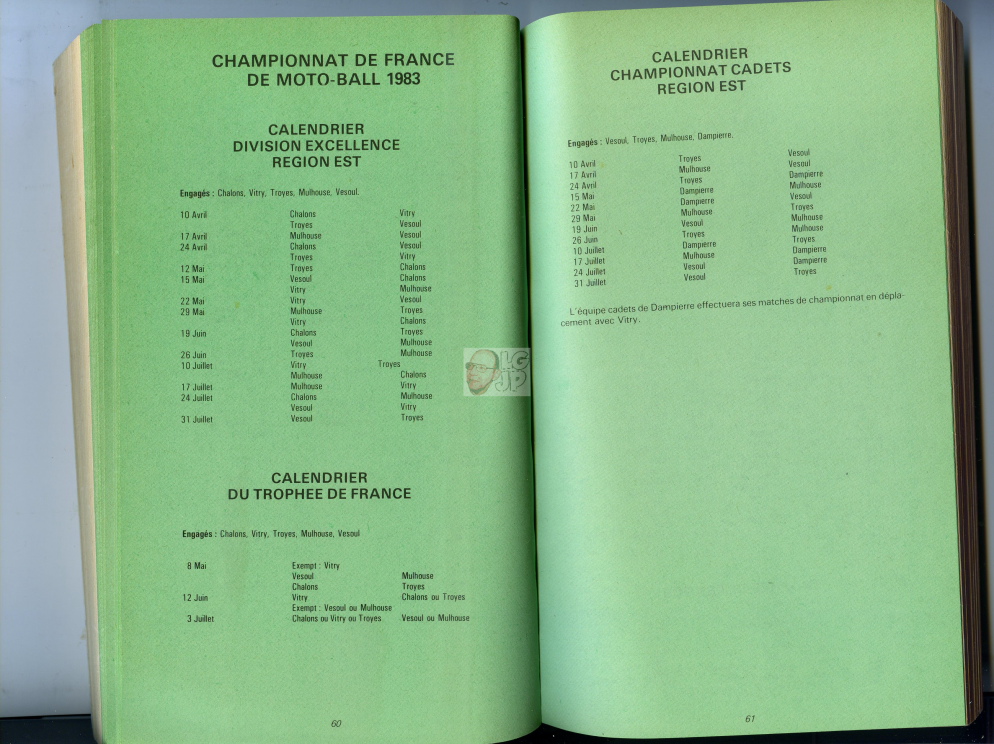 CHAMPIONNAT DE FRANCE
DE MOTO-BALL 1983
CALENDRIER
DIVISION EXCELLENCE
REGION EST
Engagés : Chalons, Vitry, Troyes, Mulhouse, Vesoul.
10 Avril Chalons Vitry
Troyes Vesoul
17 Avril Mulhouse Vesoul
24 Avril Chalons Vesoul
Troyes Vitry
12 Mai Troyes Chalons
15 Mai Vesoul Chalons
Vitry Mulhouse
22 Mai Vitry Vesoul
29 Mai Mulhouse Troyes
Vitry Chalons
19 Juin Chalons Troyes
Vesoul Mulhouse
26 Juin Troyes Mulhouse
10 Juillet Vitry Troyes
Mulhouse Chalons
17 Juillet Mulhouse Vitry
24 Juillet Chalons Mulhouse
Vesoul Vitry
31 Juillet Vesoul Troyes
CALENDRIER
DU TROPHEE DE FRANCE
Engagés : Chalons, Vitry, Troyes, Mulhouse, Vesoul
8 Mai Exempt : Vitry
Vesoul Mulhouse
Chalons Troyes
12 Juin Vitry Chalons ou Troyes
Exempt : Vesoul ou Mulhouse
3 Juillet Chalons ou Vitry ou Troyes Vesoul ou Mulhouse
60
CALENDRIER
CHAMPIONNAT CADETS
REGION EST
Engagés : Vesoul, Troyes, Mulhouse, Dampierre.
10 Avril Troyes Vesoul
17 Avril Mulhouse Vesoul
24 Avril Troyes Dampierre
15 Mai Dampierre Mulhouse
22 Mai Dampierre Vesoul
29 Mai Mulhouse Troyes
19 Juin Vesoul Mulhouse
26 Juin Troyes Mulhouse
10 Juillet Dampierre Troyes
17 Juillet Mulhouse Dampierre
24 Juillet Vesoul Dampierre
31 Juillet Vesoul Troyes
L'équipe cadets de Dampierre effectuera ses matches de championnat en dépla-
cement avec Vitry.
61
LG
JP